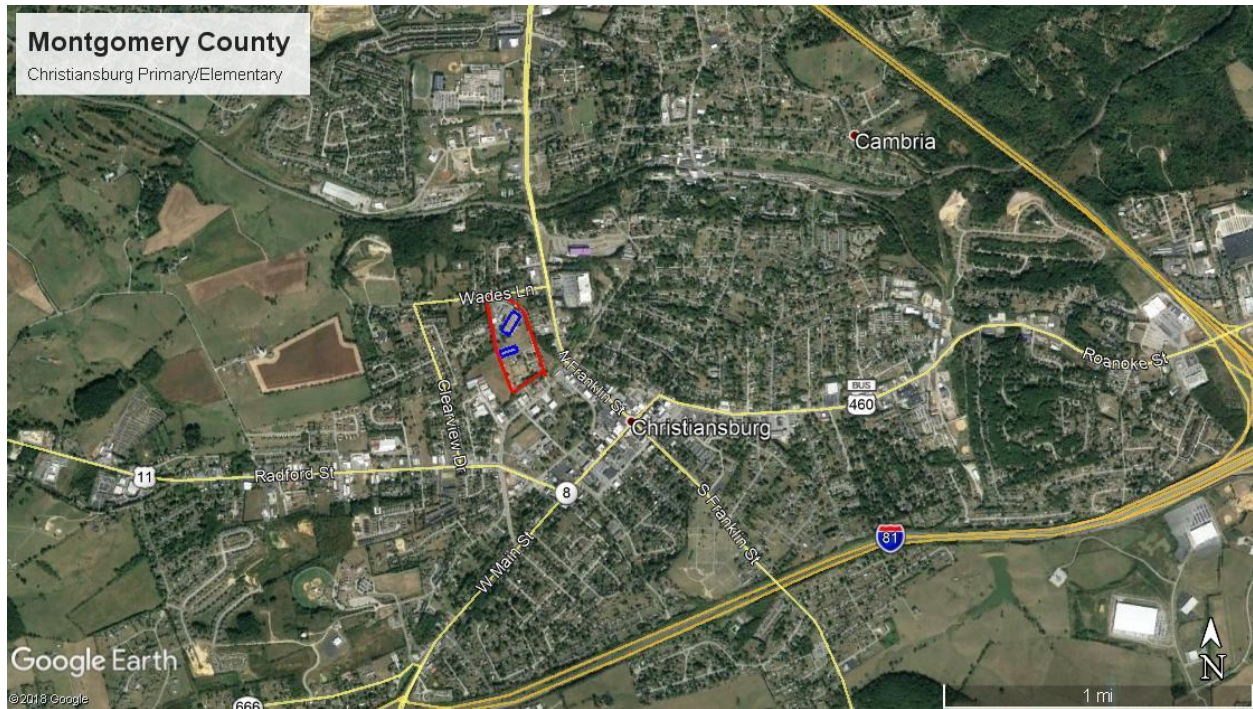 Montgomery County
Christiansburg Primary/Elementary
Cambria
Wades Ln
N Franklin St
Clearview Dr
Roanoke St
BUS
460
Christiansburg
11
Radford St
8
S Franklin St
81
W Main St
Google Earth
©2018 Google
666
N
1 mi